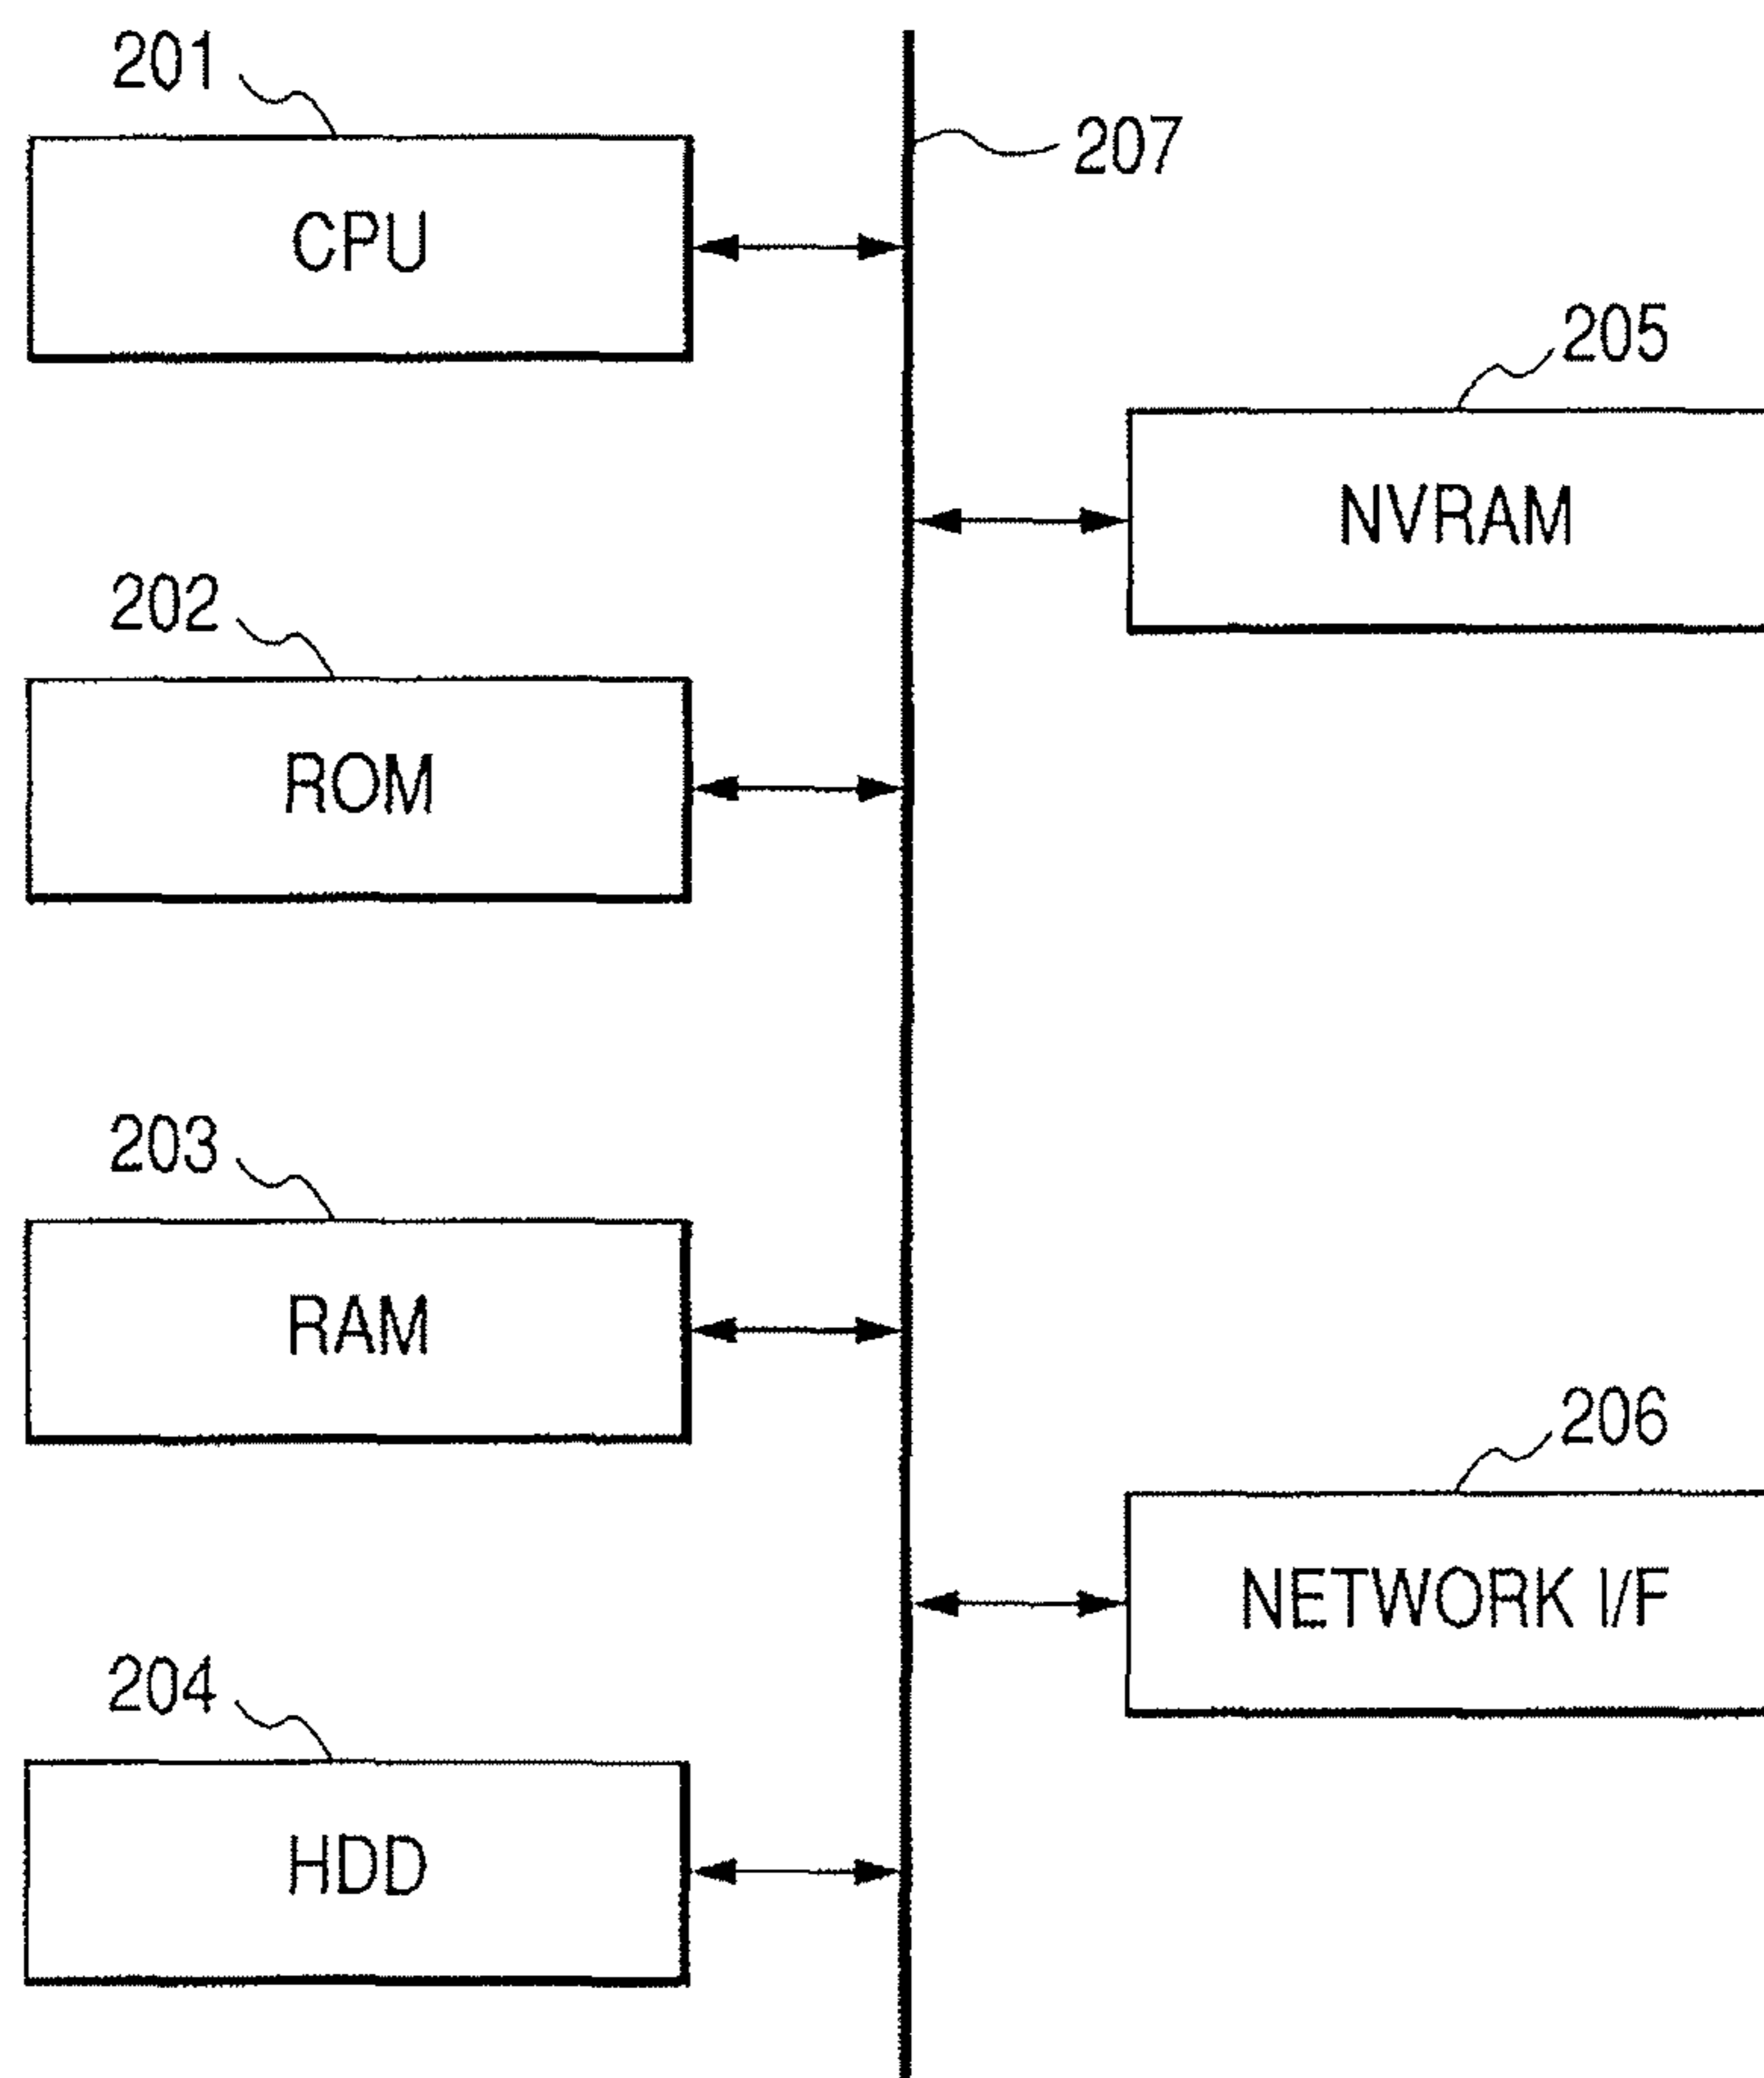 201
CPU
207
205
NVRAM
202
ROM
203
RAM
206
NETWORK I/F
204
HDD